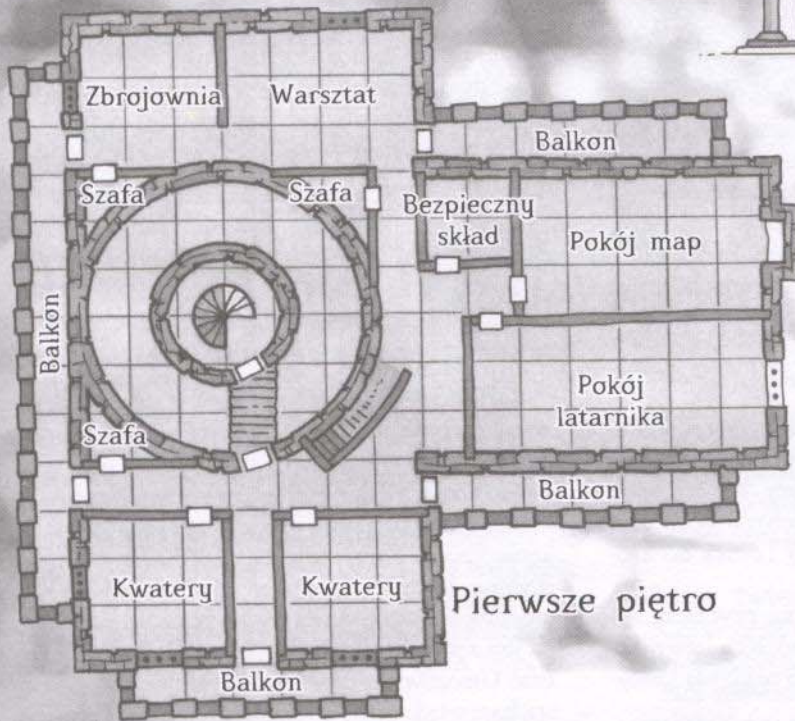 Zbrojownia
Warsztat
Balkon
Szafa
Szafa
Bezpieczny
skład
Pokój map
Balkon
Pokój
latarnika
Szafa
Balkon
Kwatery
Kwatery
Pierwsze piętro
Balkon